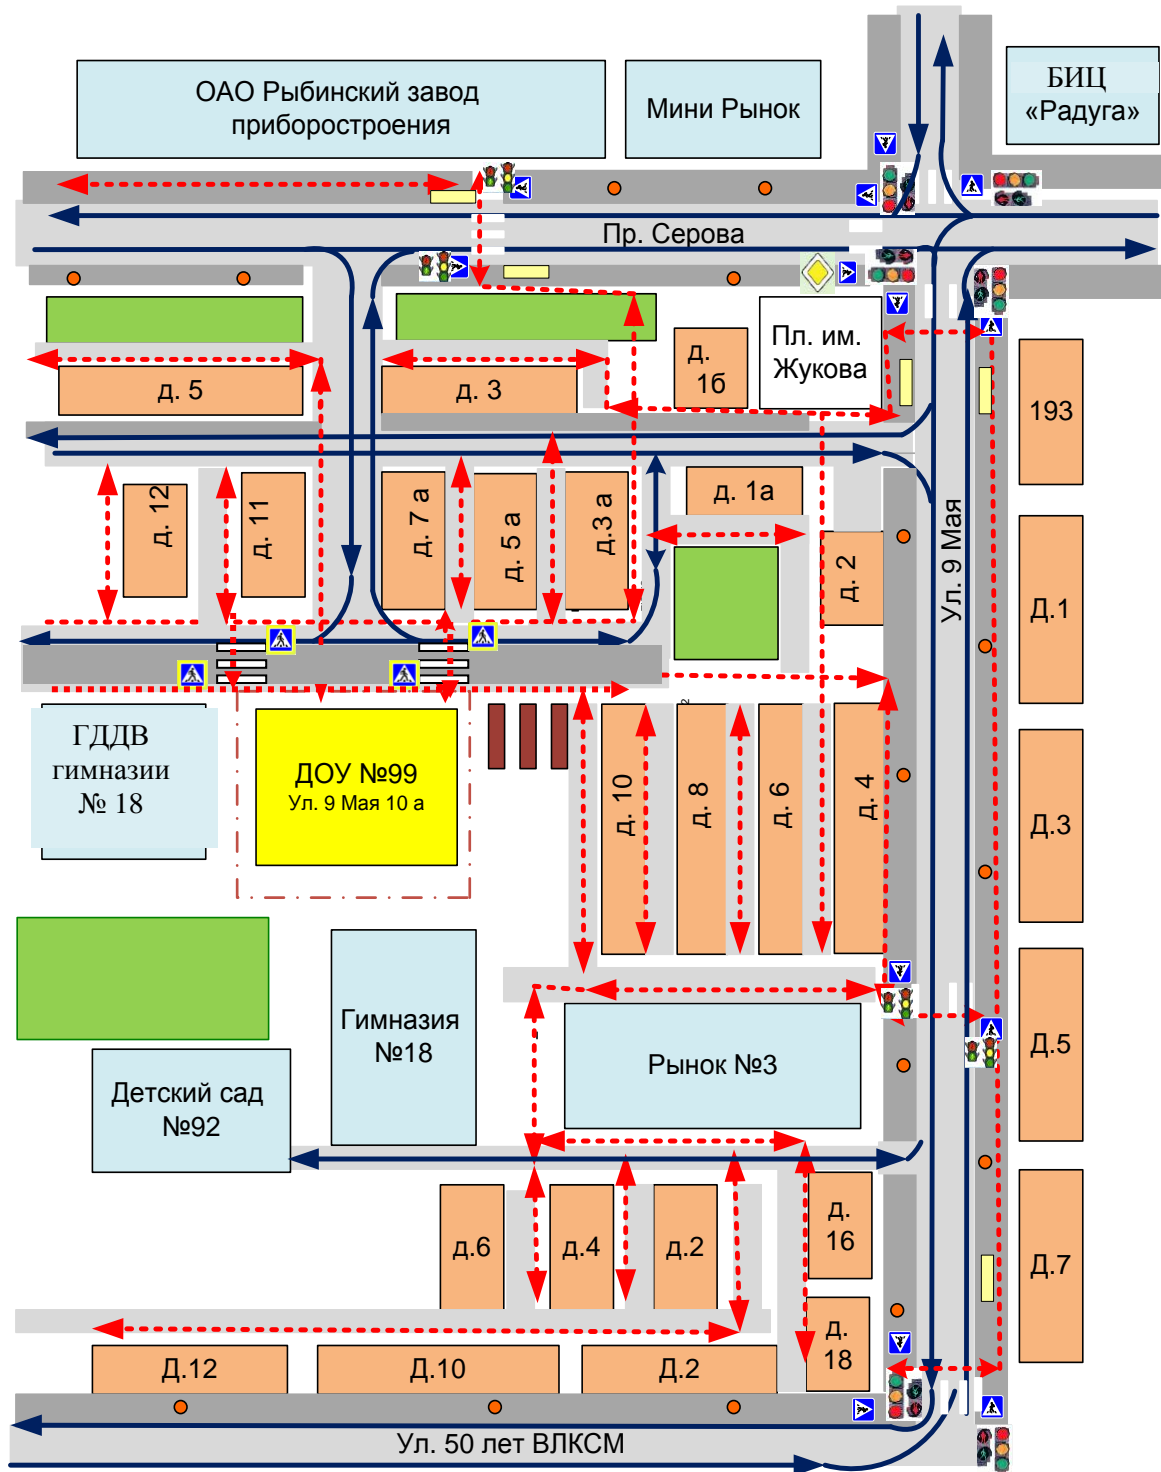 ОАО Рыбинский завод
приборостроения
Мини Рынок
БИЦ
«Радуга»
Пр. Серова
Пл. им.
Жукова
д.
1б
д. 5
д. 3
193
д. 12
д. 11
д. 7 а
д. 5 а
д.3 а
д. 1а
д. 2
Ул. 9 Мая
Д.1
ГДДВ
гимназии
№ 18
ДОУ №99
Ул. 9 Мая 10 а
2
д. 10
д. 8
д. 6
д. 4
Д.3
Гимназия
№18
Рынок №3
Д.5
Детский сад
№92
д.6
д.4
д.2
д.
16
Д.7
д.
18
Д.12
Д.10
Д.2
Ул. 50 лет ВЛКСМ